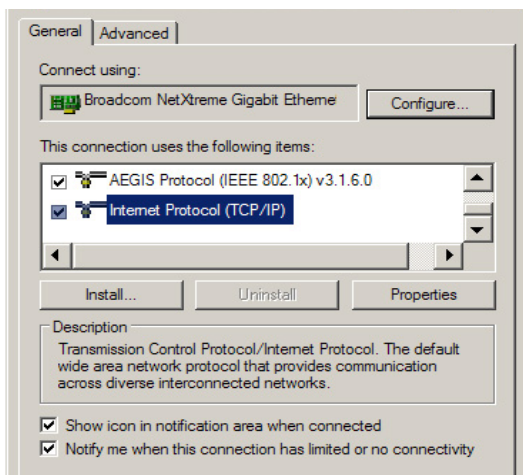 General Advanced
Connect using:
Broadcom NetXtreme Gigabit Etherne
Configure...
This connection uses the following items:
AEGIS Protocol (IEEE 802.1x) v3.1.6.0
Internet Protocol (TCP/IP)
Install... Uninstall Properties
Description
Transmission Control Protocol/Internet Protocol. The default
wide area network protocol that provides communication
across diverse interconnected networks.
Show icon in notification area when connected
Notify me when this connection has limited or no connectivity